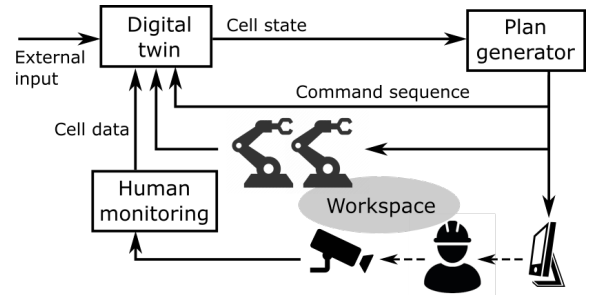 Digital
twin
Cell state
Plan
generator
External
input
Command sequence
Cell data
Human
monitoring
Workspace